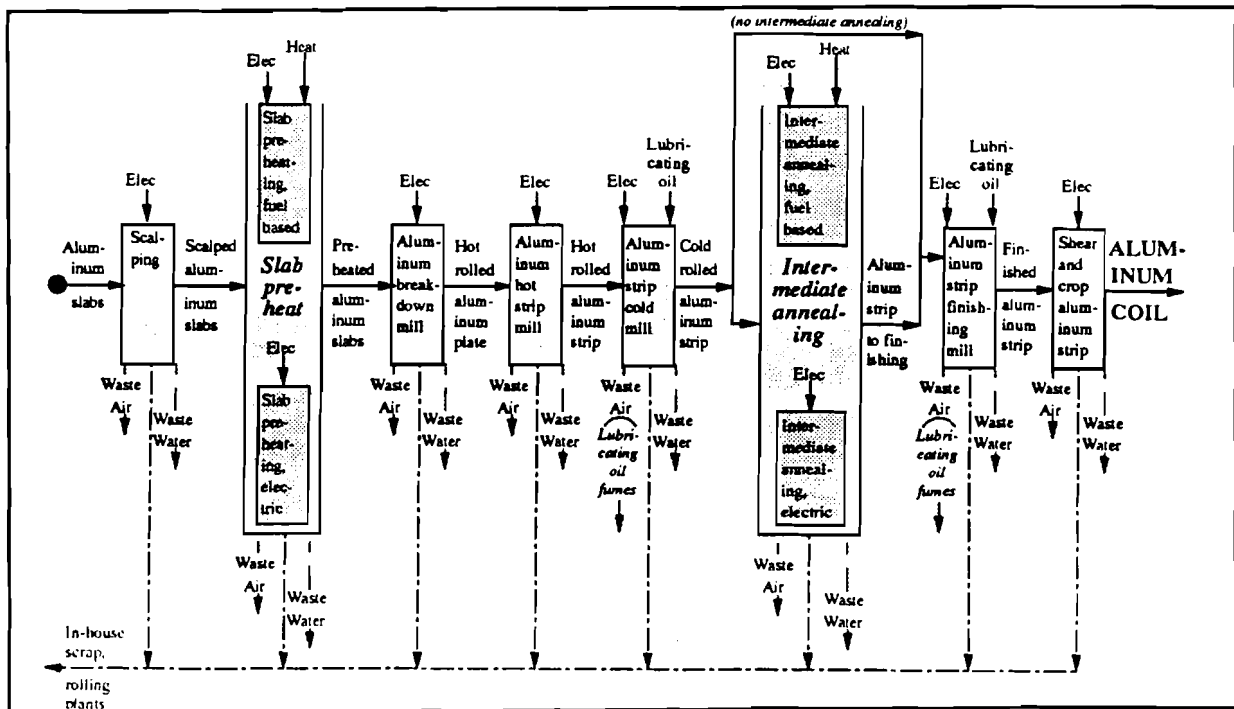 (no intermediate annealing)
Elec
Heat
Slab
pre-
heat-
ing,
fuel
based
Slab
pre-
heat
Elec
Slab
pre-
heat-
ing,
elec-
tric
Waste
Air
Waste
Water
Aluminum
slabs
Elec
Scal-
ping
Waste
Air
Waste
Water
Scalped
alum-
inum
slabs
Pre-
heated
alum-
inum
slabs
Elec
Alum-
inum
break-
down
mill
Waste
Air
Waste
Water
Hot
rolled
alum-
inum
plate
Elec
Alum-
inum
hot
strip
mill
Waste
Air
Waste
Water
Hot
rolled
alum-
inum
strip
Elec
Lubri-
cating
oil
Alum-
inum
strip
cold
mill
Waste
Air
Lubri-
cating
oil
fumes
Waste
Water
Cold
rolled
alum-
inum
strip
Elec
Heat
Inter-
mediate
anneal-
ing,
fuel
based
Inter-
mediate
anneal-
ing
Elec
Inter-
mediate
anneal-
ing,
electric
Waste
Air
Waste
Water
Alum-
inum
strip
to fin-
ishing
Elec
Lubri-
cating
oil
Alum-
inum
strip
finish-
ing
mill
Waste
Air
Lubri-
cating
oil
fumes
Waste
Water
Fin-
ished
alum-
inum
strip
Elec
Shear
and
crop
alum-
inum
strip
Waste
Air
Waste
Water
ALUM-
INUM
COIL
In-house
scrap,
rolling
plants